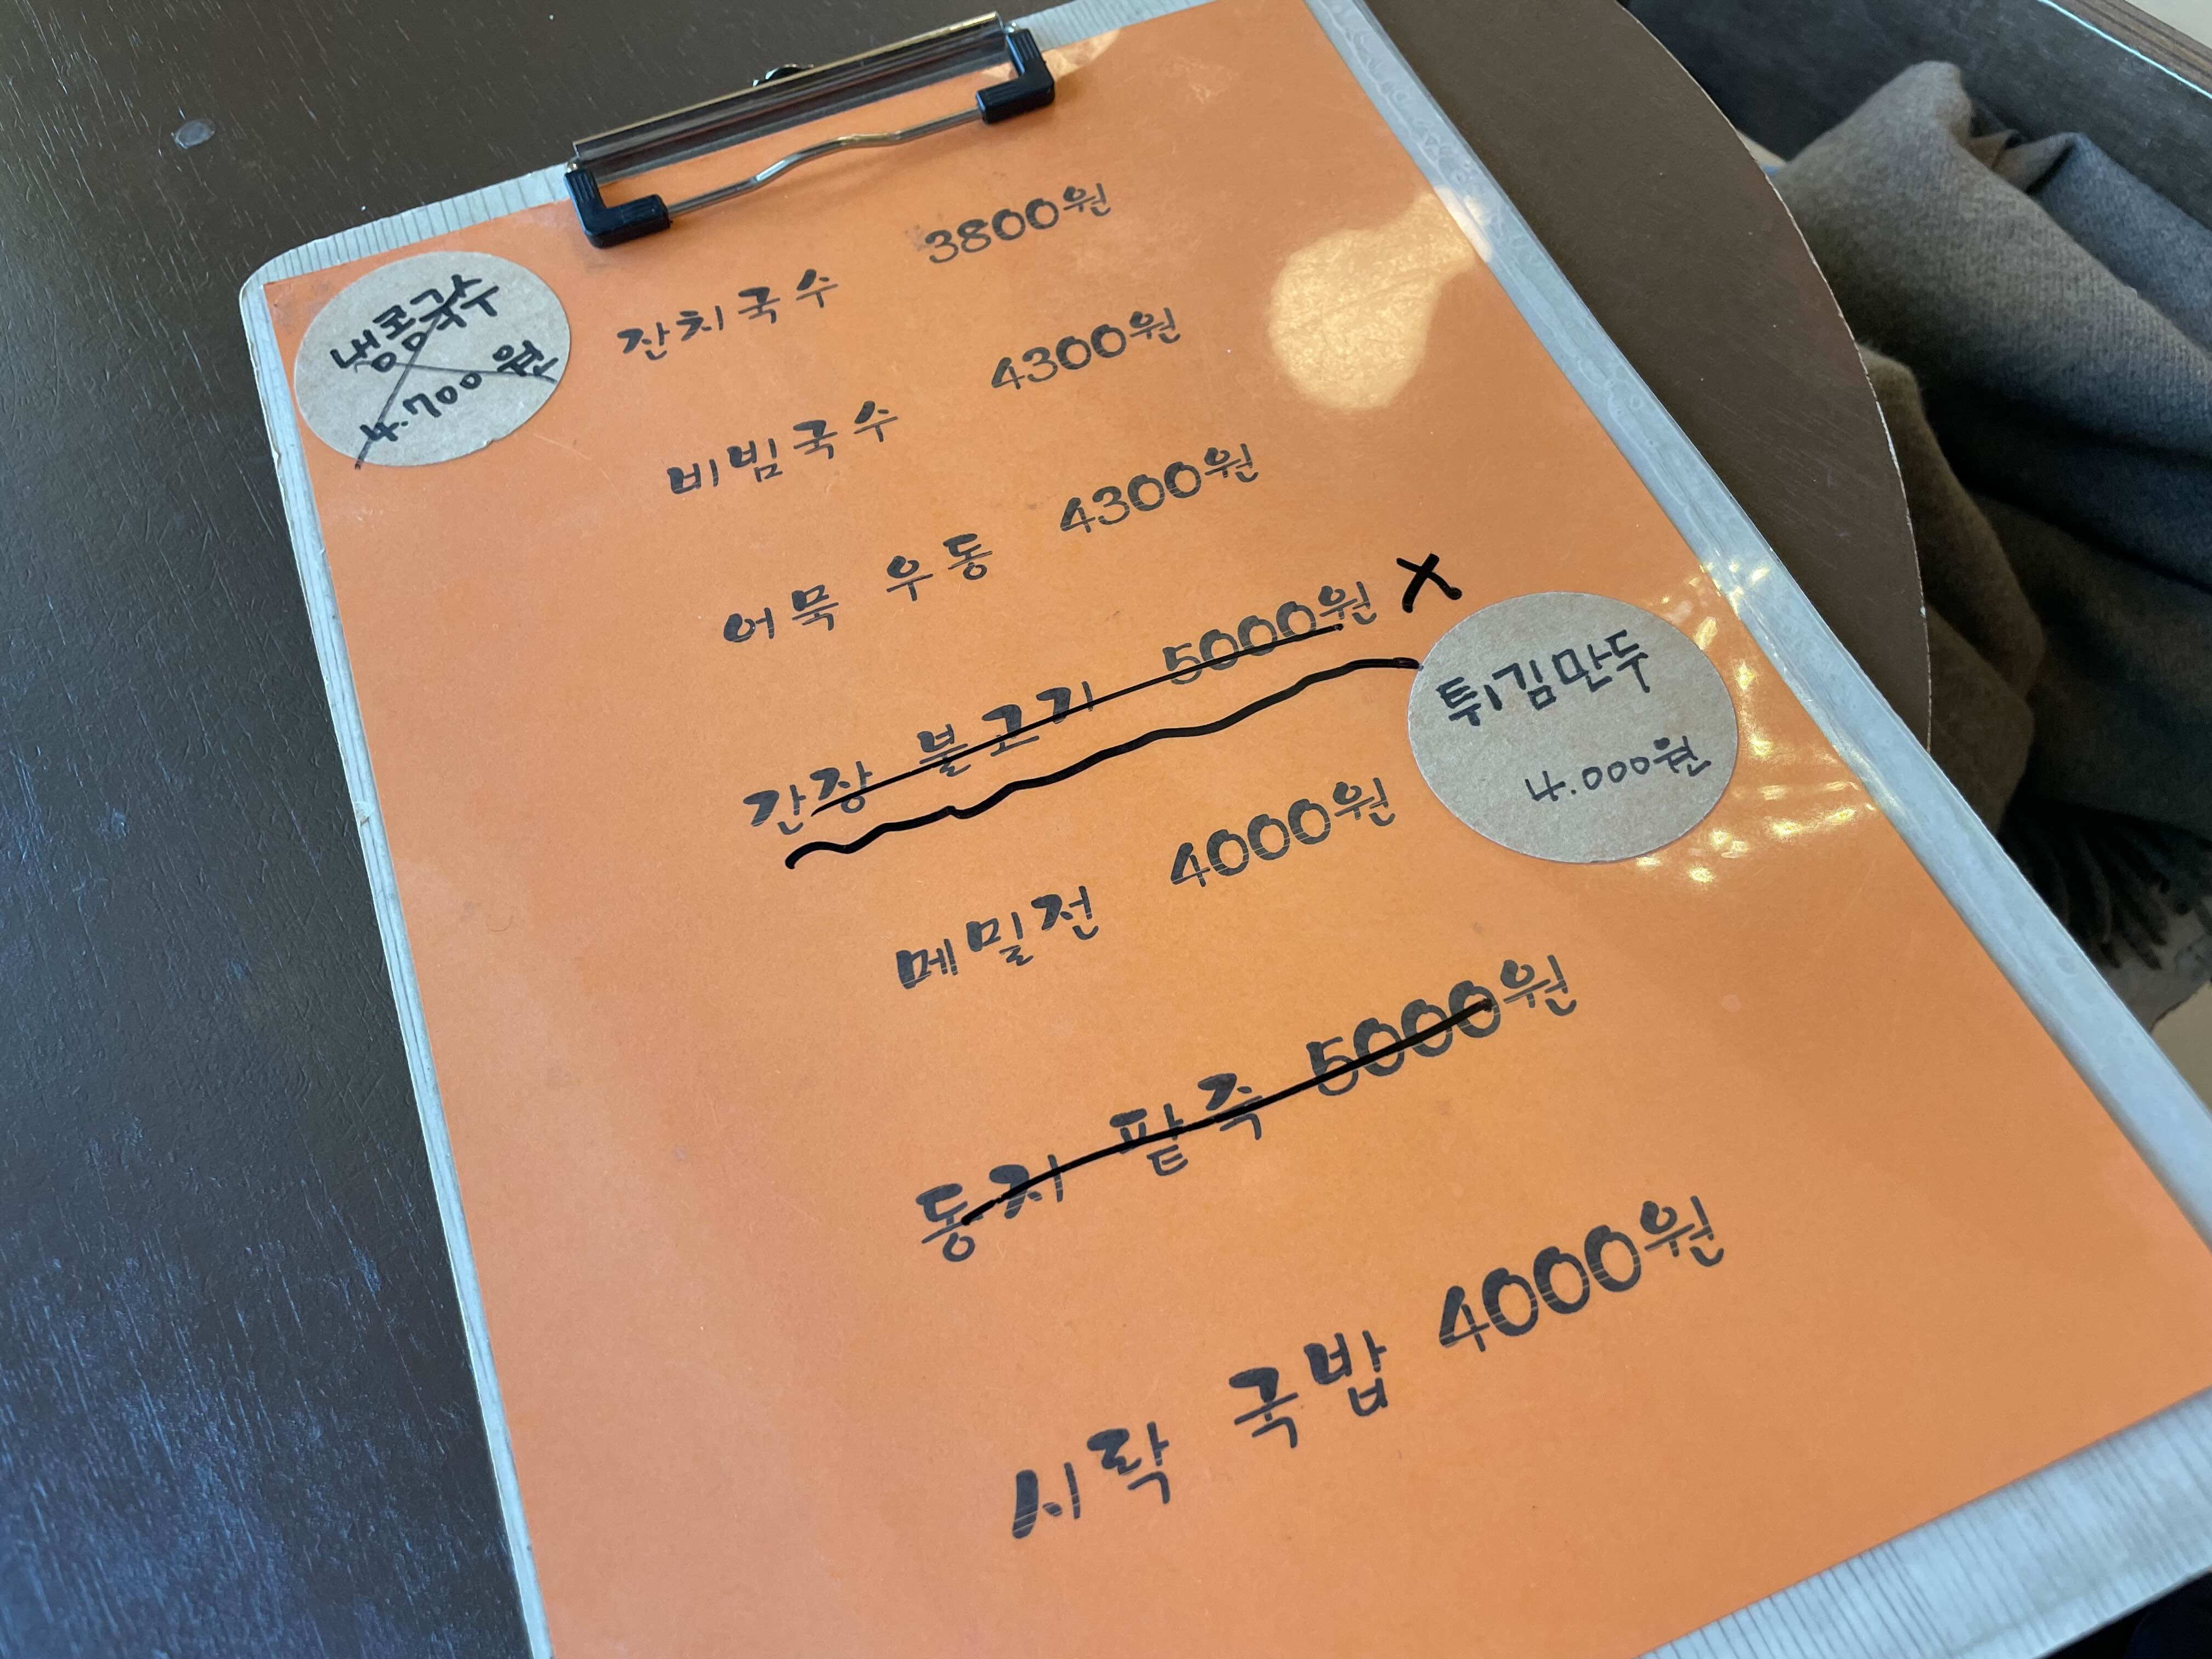 냉콩국수
4.700원
잔치국수 3800원
비빔국수 4300원
어묵 우동 4300원
간장 불고기 5000원 X
튀김만두
4.000원
메밀전 4000원
동지 팥죽 5000원
시락 국밥 4000원